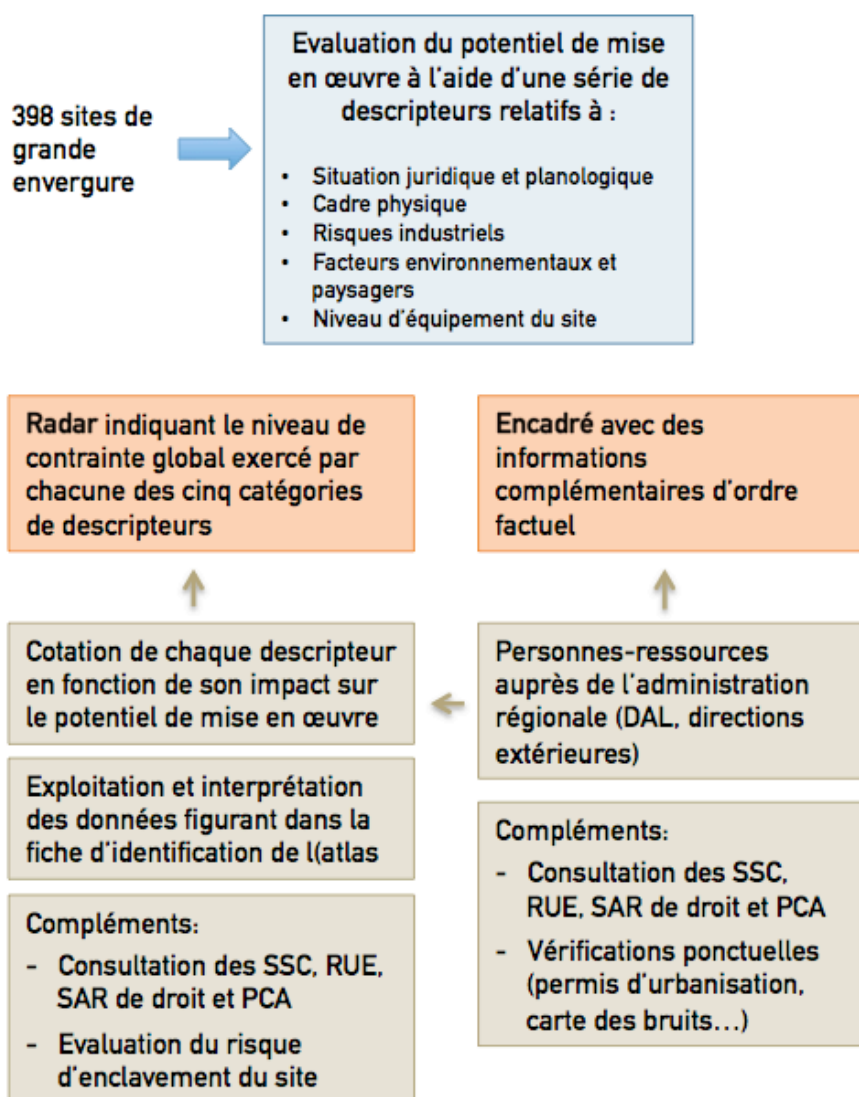 398 sites de
grande
envergure
Evaluation du potentiel de mise
en œuvre à l'aide d'une série de
descripteurs relatifs à :
• Situation juridique et planologique
• Cadre physique
• Risques industriels
• Facteurs environnementaux et
paysagers
• Niveau d'équipement du site
Radar indiquant le niveau de
contrainte global exercé par
chacune des cinq catégories
de descripteurs
Encadré avec des
informations
complémentaires d'ordre
factuel
Cotation de chaque descripteur
en fonction de son impact sur
le potentiel de mise en œuvre
Personnes-ressources
auprès de l'administration
régionale (DAL, directions
extérieures)
Exploitation et interprétation
des données figurant dans la
fiche d'identification de l(atlas
Compléments:
- Consultation des SSC, RUE,
SAR de droit et PCA
- Evaluation du risque
d'enclavement du site
Compléments:
- Consultation des SSC,
RUE, SAR de droit et PCA
- Vérifications ponctuelles
(permis d'urbanisation,
carte des bruits…)